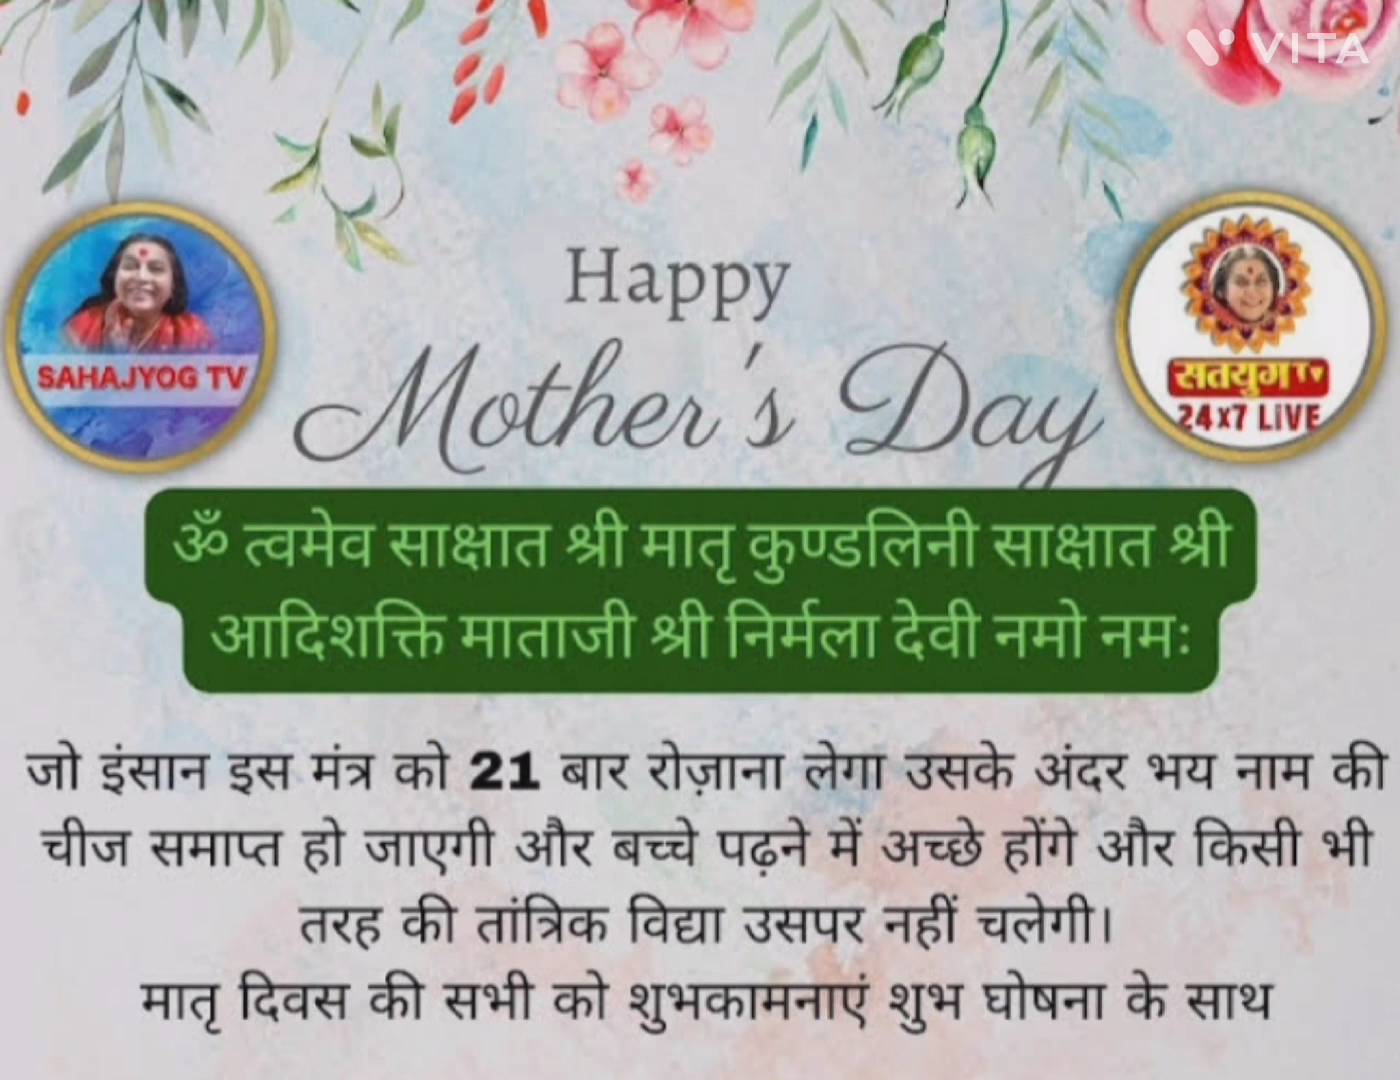 VITA
Happy
Mother's Day
SAHAJYOG TV
सतयुग TV
24x7 LiVE
ॐ त्वमेव साक्षात श्री मातृ कुण्डलिनी साक्षात श्री
आदिशक्ति माताजी श्री निर्मला देवी नमो नमः
जो इंसान इस मंत्र को 21 बार रोज़ाना लेगा उसके अंदर भय नाम की
चीज समाप्त हो जाएगी और बच्चे पढ़ने में अच्छे होंगे और किसी भी
तरह की तांत्रिक विद्या उसपर नहीं चलेगी।
मातृ दिवस की सभी को शुभकामनाएं शुभ घोषना के साथ